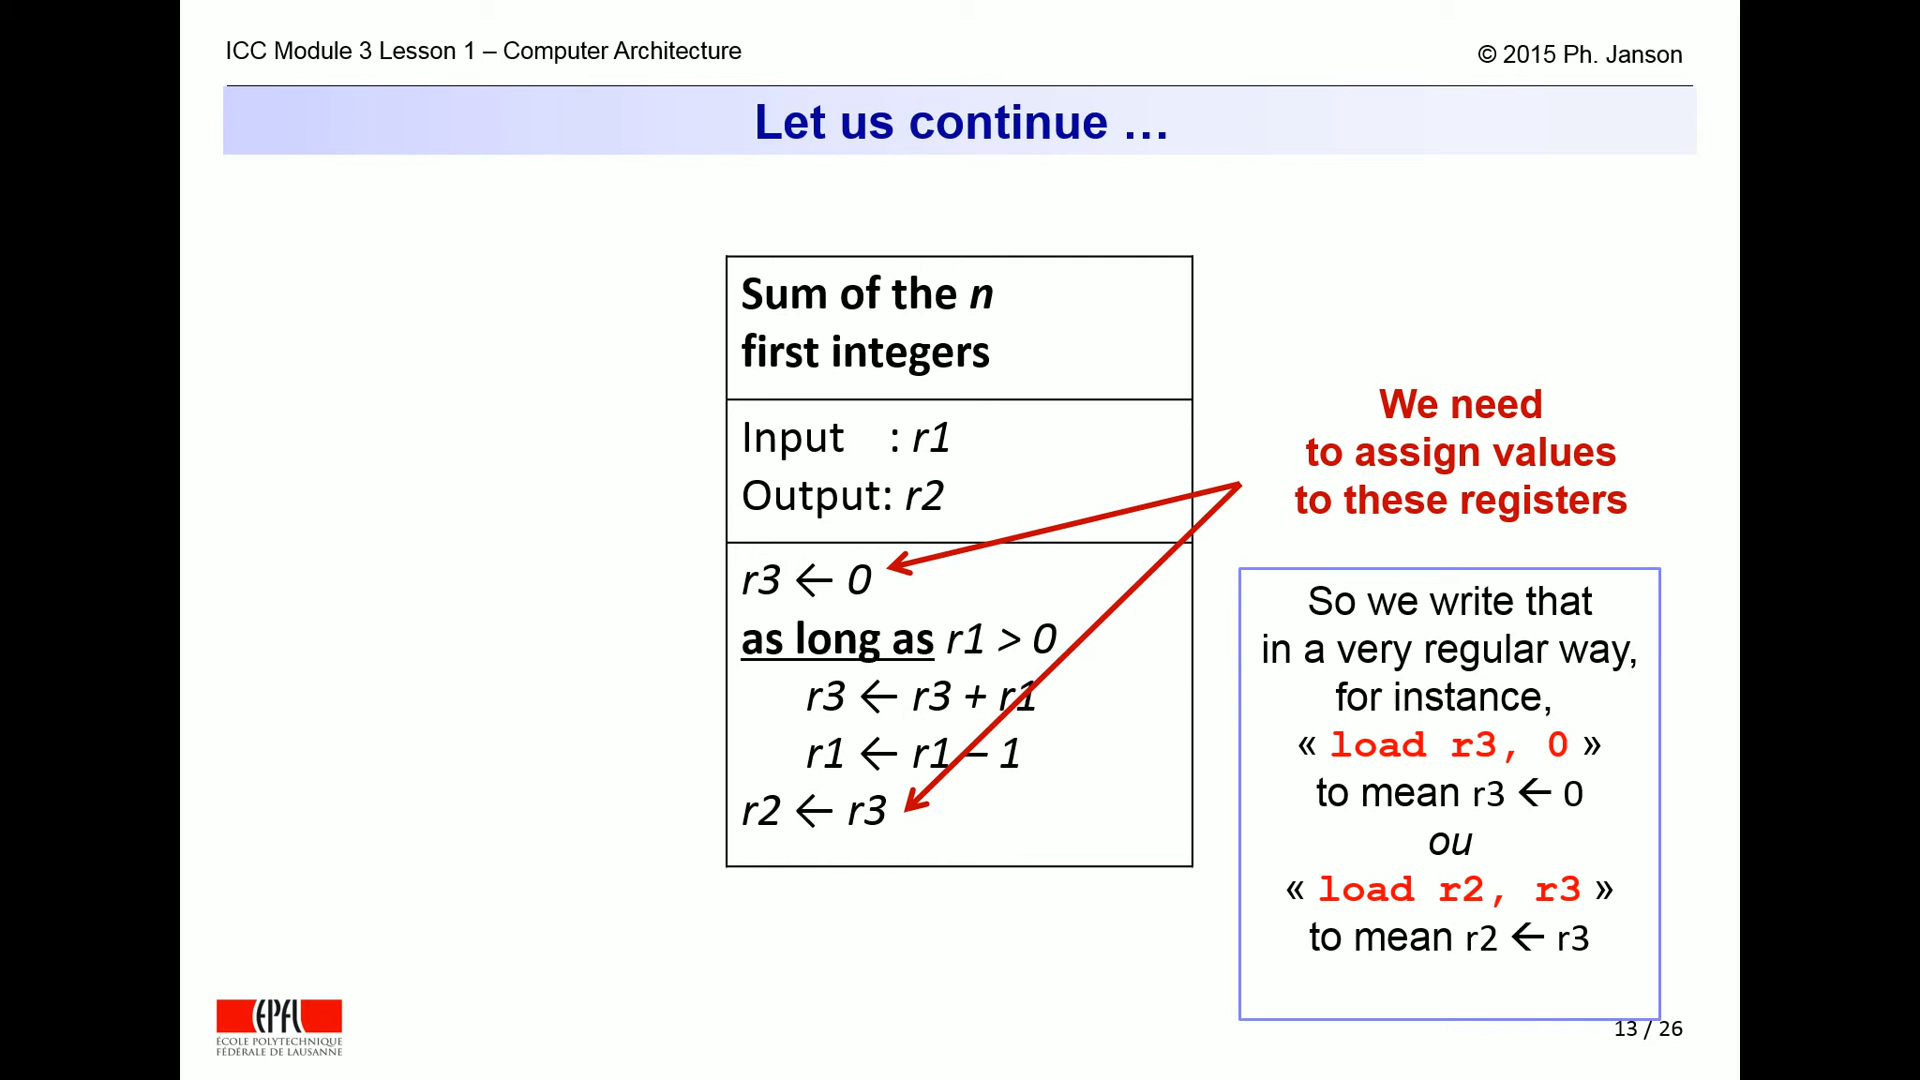 ICC Module 3 Lesson 1 – Computer Architecture
© 2015 Ph. Janson
Let us continue …
Sum of the n
first integers
Input : r1
Output: r2
r3 ← 0
as long as r1 > 0
r3 ← r3 + r1
r1 ← r1 – 1
r2 ← r3
We need
to assign values
to these registers
So we write that
in a very regular way,
for instance,
« load r3, 0 »
to mean r3 ← 0
ou
« load r2, r3 »
to mean r2 ← r3
EPFL
ÉCOLE POLYTECHNIQUE
FÉDÉRALE DE LAUSANNE
13 / 26